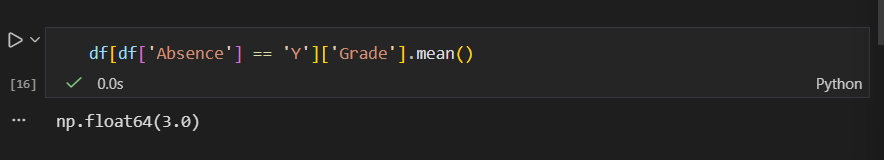 df[df['Absence'] == 'Y']['Grade'].mean()
[16]
0.0s
Python
...
np.float64(3.0)